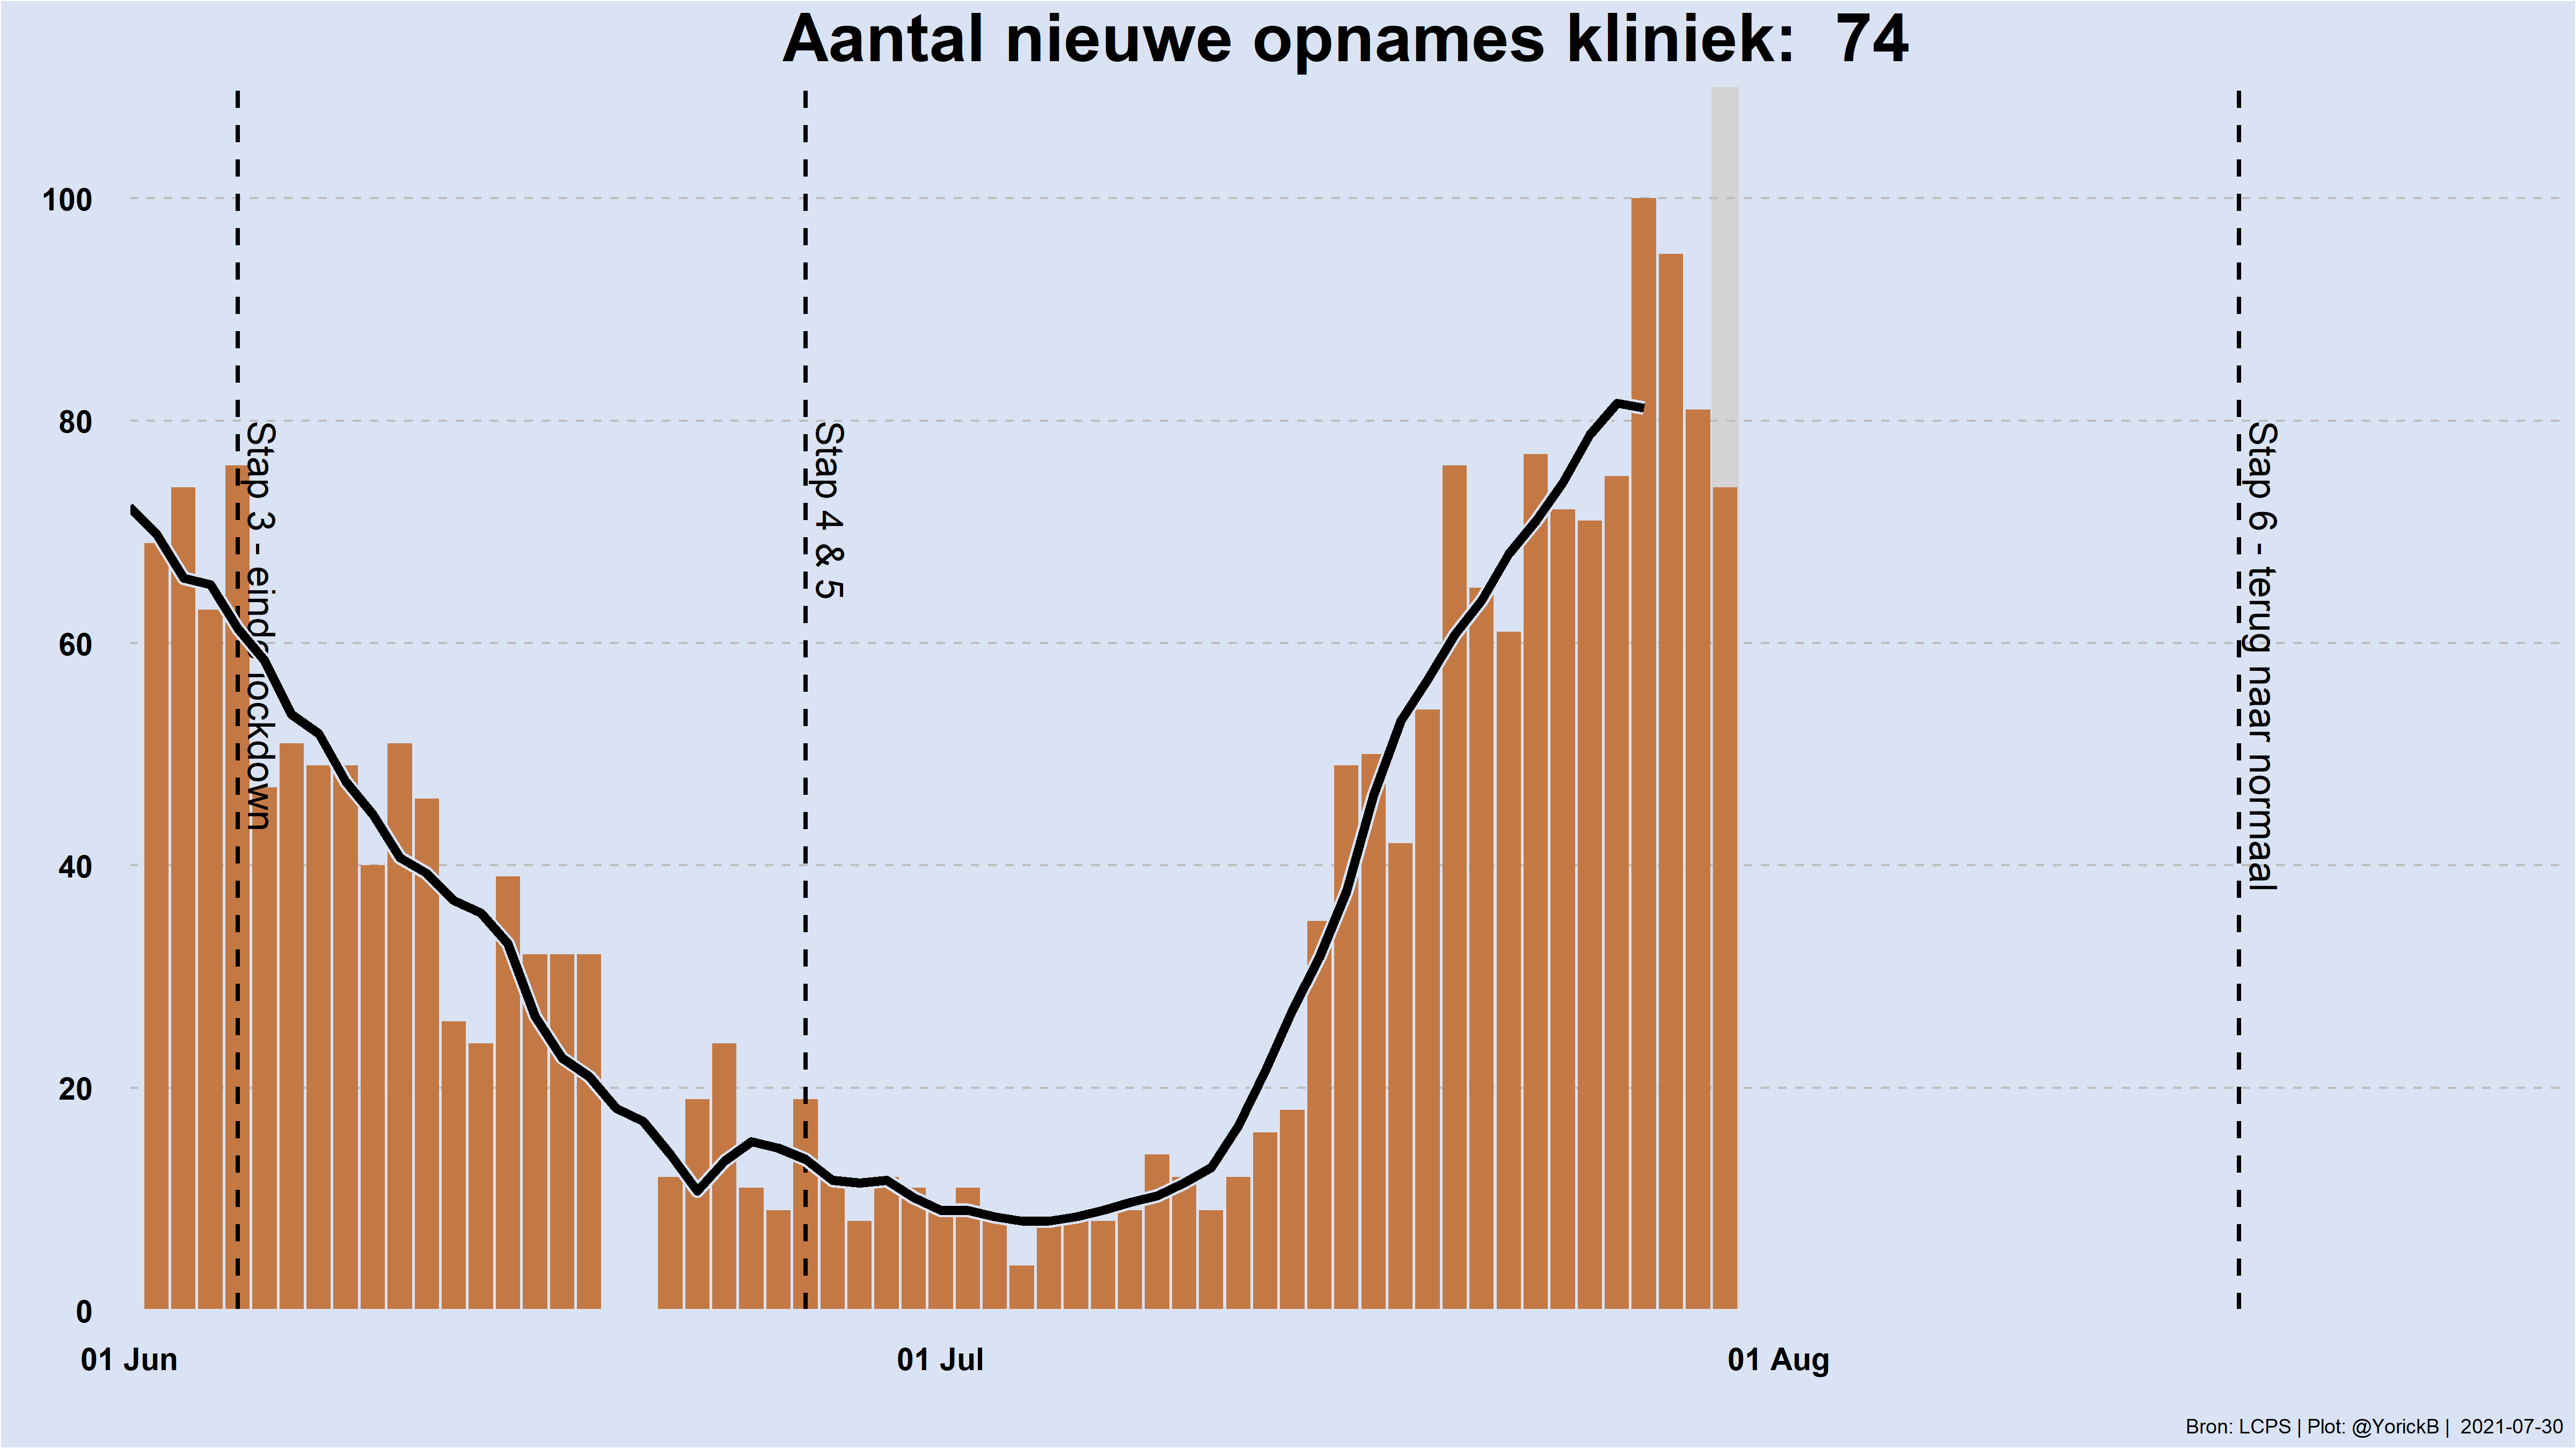 Aantal nieuwe opnames kliniek:  74
100
80
60
40
20
0
Stap 3 - einde lockdown
Stap 4 & 5
Stap 6 - terug naar normaal
01 Jun
01 Jul
01 Aug
Bron: LCPS | Plot: @YorickB |  2021-07-30